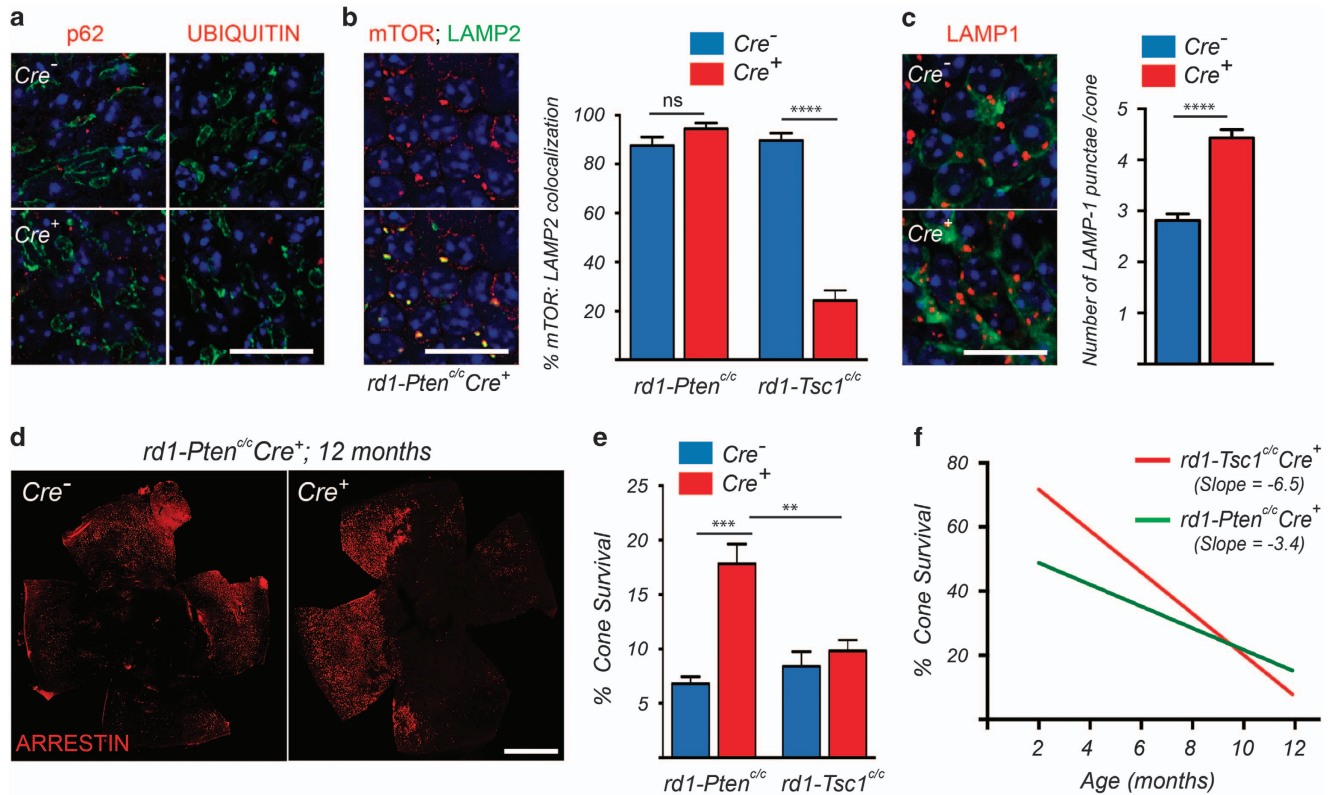 a
p62
UBIQUITIN
Cre-
Cre+
b
mTOR; LAMP2
rd1-Pten c/c Cre+
Cre-
Cre+
% mTOR: LAMP2 colocalization
100
80
60
40
20
ns
****
rd1-Pten c/c
rd1-Tsc1 c/c
c
LAMP1
Cre-
Cre+
Cre-
Cre+
Number of LAMP-1 punctae /cone
5
4
3
2
1
****
d
rd1-Pten c/c Cre+; 12 months
Cre-
Cre+
ARRESTIN
e
Cre-
Cre+
% Cone Survival
25
20
15
10
5
***
**
rd1-Pten c/c
rd1-Tsc1 c/c
f
% Cone Survival
80
60
40
20
rd1-Tsc1 c/c Cre+
(Slope = -6.5)
rd1-Pten c/c Cre+
(Slope = -3.4)
2 4 6 8 10 12
Age (months)